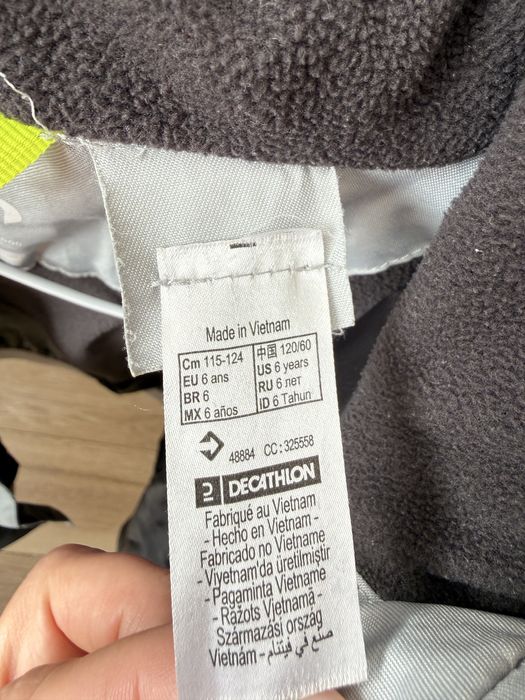 Made in Vietnam
Cm 115-124
EU 6 ans
BR 6
MX 6 años
中国 120/60
US 6 years
RU 6 лет
ID 6 Tahun
48884 CC:325558
DECATHLON
Fabriqué au Vietnam
- Hecho en Vietnam -
Fabricado no Vietname
- Viyetnam'da üretilmiştir
- Pagaminta Vietname
- Ražots Vjetnamā -
Származási ország
Vietnám - صنع في فيتنام